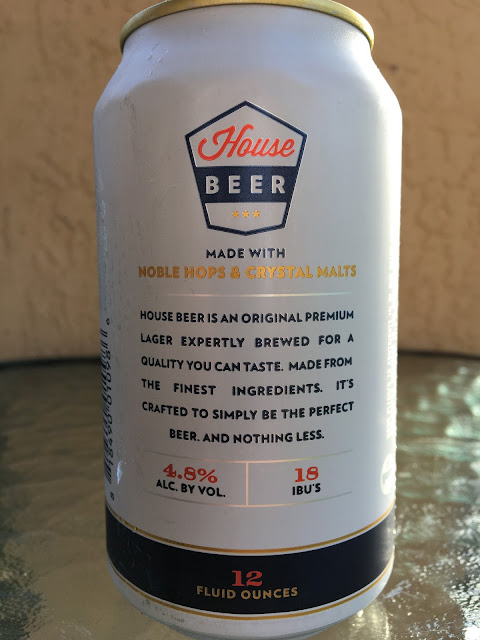 House
BEER
MADE WITH
NOBLE HOPS & CRYSTAL MALTS
HOUSE BEER IS AN ORIGINAL PREMIUM
LAGER EXPERTLY BREWED FOR A
QUALITY YOU CAN TASTE. MADE FROM
THE FINEST INGREDIENTS. IT'S
CRAFTED TO SIMPLY BE THE PERFECT
BEER. AND NOTHING LESS.
4.8%
ALC. BY VOL.
18
IBU'S
12
FLUID OUNCES